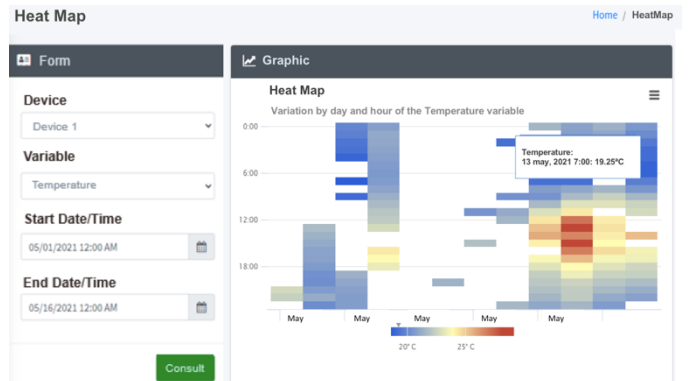 Heat Map
Home / HeatMap
Form
Device
Device 1
Variable
Temperature
Start Date/Time
05/01/2021 12:00 AM
End Date/Time
05/16/2021 12:00 AM
Consult
Graphic
Heat Map
Variation by day and hour of the Temperature variable
0:00
6:00
12:00
18:00
Temperature:
13 may, 2021 7:00: 19.25ºC
May May May May May
20° C 25° C